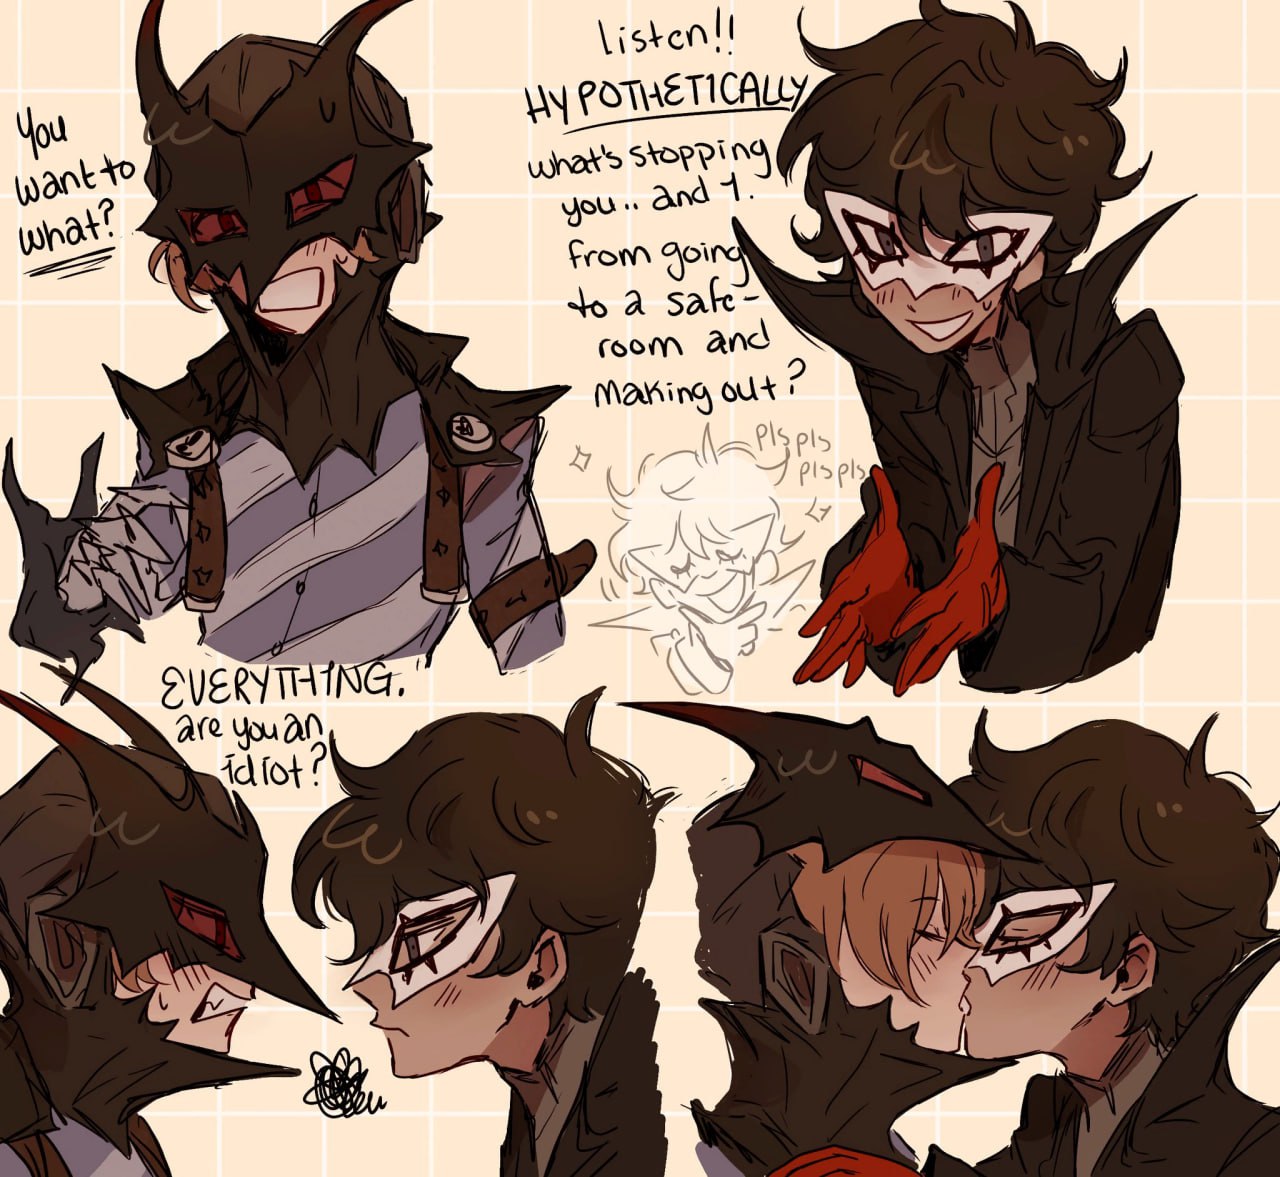 You
want to
what?
listen!!
HYPOTHETICALLY
what's stopping
you.. and I.
from going
to a safe-
room and
making out?
pls pls
pls pls
EVERYTHING.
are you an
idiot?